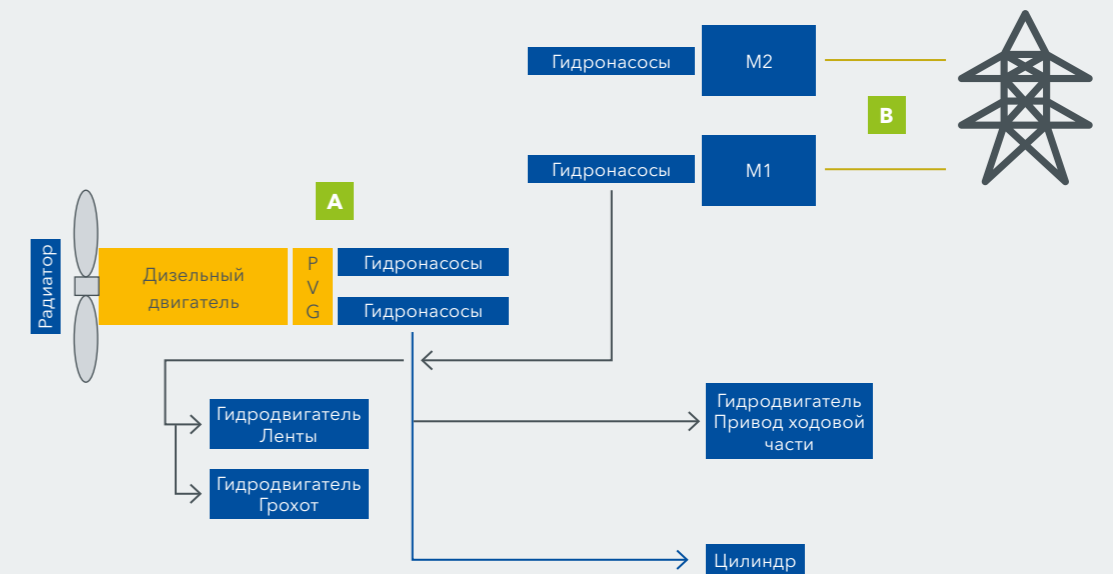 Гидронасосы
M2
B
Гидронасосы
M1
A
Радиатор
Дизельный
двигатель
P
V
G
Гидронасосы
Гидронасосы
Гидродвигатель
Ленты
Гидродвигатель
Привод ходовой
части
Гидродвигатель
Грохот
Цилиндр